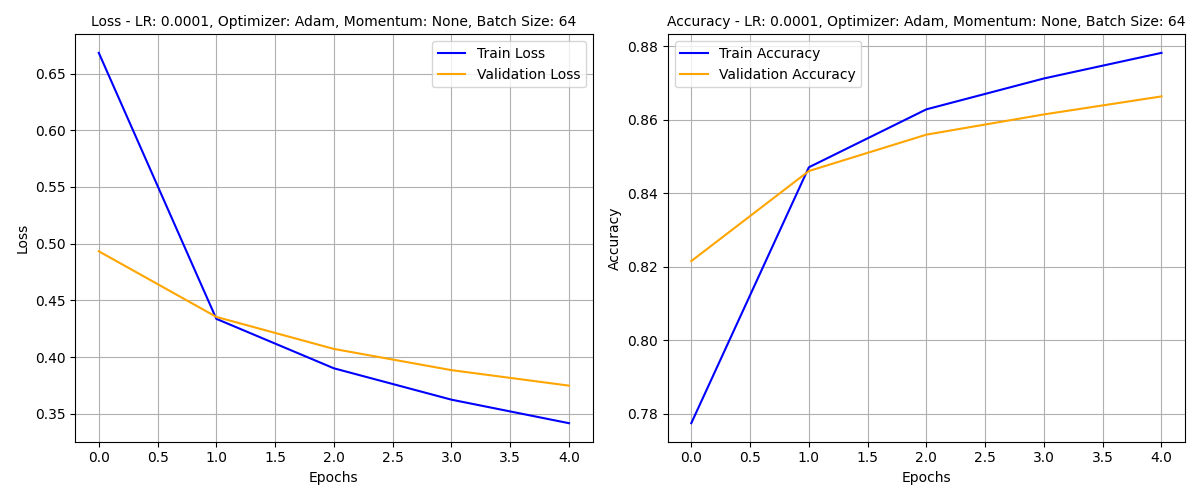 Loss - LR: 0.0001, Optimizer: Adam, Momentum: None, Batch Size: 64
Train Loss
Validation Loss
0.65
0.60
0.55
0.50
0.45
0.40
0.35
Loss
0.0 0.5 1.0 1.5 2.0 2.5 3.0 3.5 4.0
Epochs
Accuracy - LR: 0.0001, Optimizer: Adam, Momentum: None, Batch Size: 64
Train Accuracy
Validation Accuracy
0.88
0.86
0.84
0.82
0.80
0.78
Accuracy
0.0 0.5 1.0 1.5 2.0 2.5 3.0 3.5 4.0
Epochs